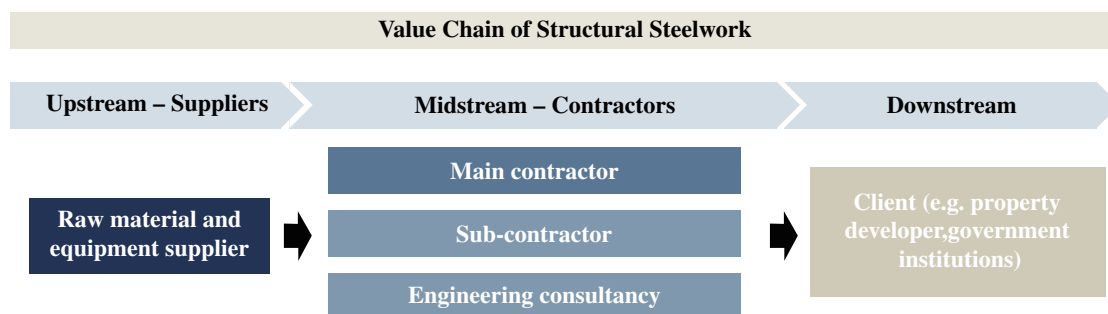 Value Chain of Structural Steelwork
Upstream – Suppliers
Midstream – Contractors
Downstream
Raw material and
equipment supplier
Main contractor
Sub-contractor
Engineering consultancy
Client (e.g. property
developer,government
institutions)